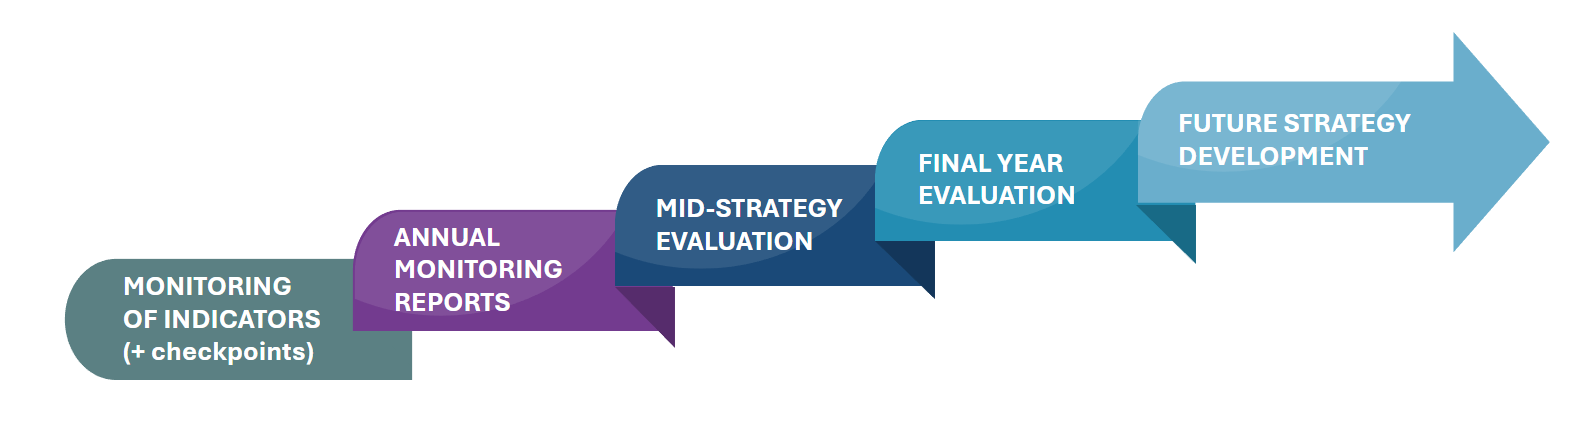 MONITORING
OF INDICATORS
(+ checkpoints)
ANNUAL
MONITORING
REPORTS
MID-STRATEGY
EVALUATION
FINAL YEAR
EVALUATION
FUTURE STRATEGY
DEVELOPMENT